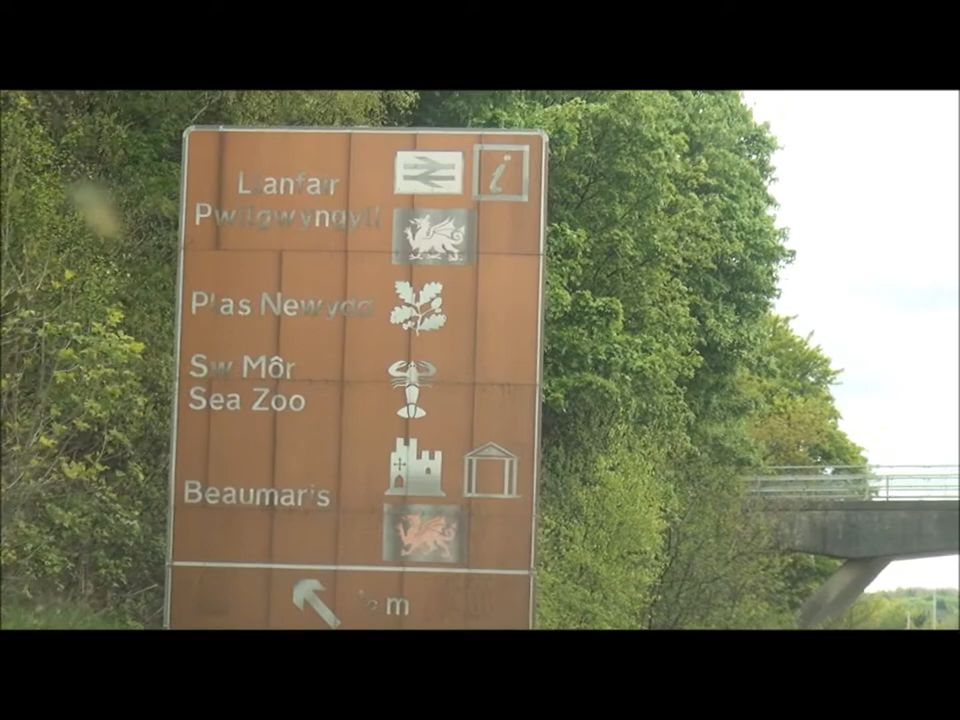 Llanfair
Pwllgwyngyll
i
Plas Newydd
Sw Môr
Sea Zoo
Beaumaris
m